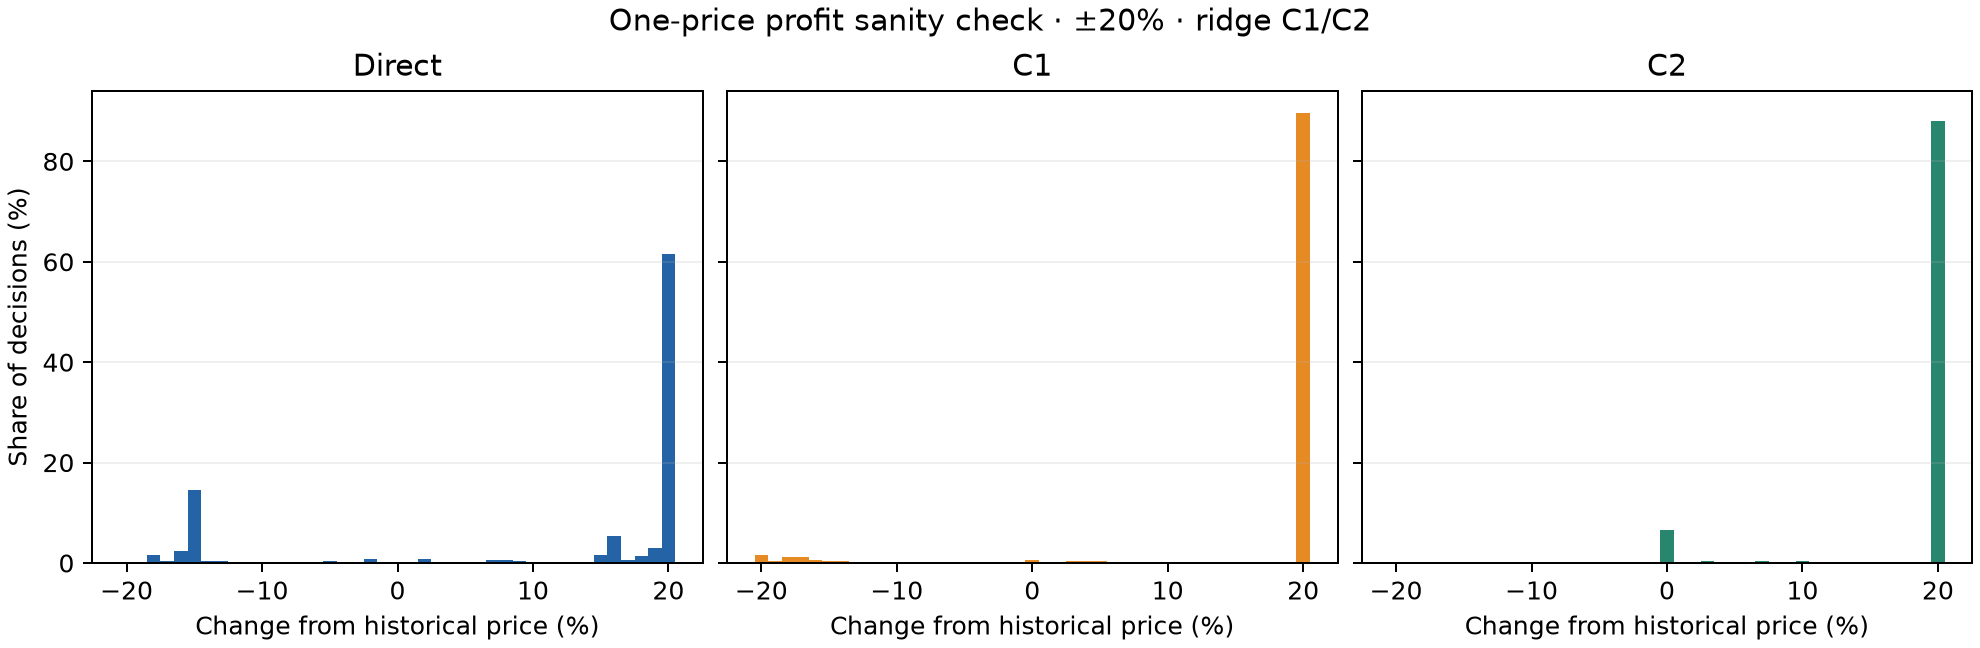 One-price profit sanity check · ±20% · ridge C1/C2
Direct
C1
C2
Share of decisions (%)
80
60
40
20
0
−20 −10 0 10 20
−20 −10 0 10 20
−20 −10 0 10 20
Change from historical price (%)
Change from historical price (%)
Change from historical price (%)